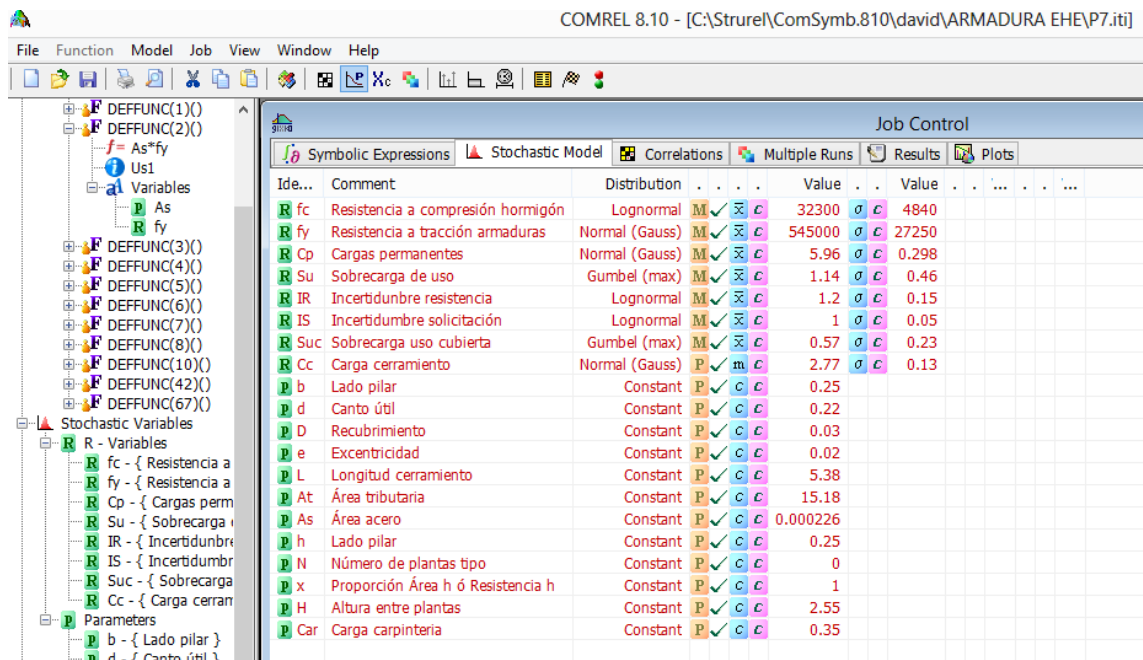 COMREL 8.10 - [C:\Strurel\ComSymb.810\david\ARMADURA EHE\P7.iti]
File Function Model Job View Window Help
DEFFUNC(1)()
DEFFUNC(2)()
f= As*fy
Us1
Variables
As
fy
DEFFUNC(3)()
DEFFUNC(4)()
DEFFUNC(5)()
DEFFUNC(6)()
DEFFUNC(7)()
DEFFUNC(8)()
DEFFUNC(10)()
DEFFUNC(42)()
DEFFUNC(67)()
Stochastic Variables
R - Variables
fc - { Resistencia a
fy - { Resistencia a
Cp - { Cargas perm
Su - { Sobrecarga
IR - { Incertidunbre
IS - { Incertidumbr
Suc - { Sobrecarga
Cc - { Carga cerram
Parameters
b - { Lado pilar }
d - { Canto útil }
Job Control
Symbolic Expressions Stochastic Model Correlations Multiple Runs Results Plots
Ide... Comment Distribution . . . . Value . . Value . . '... . . '...
R fc Resistencia a compresión hormigón Lognormal M x c 32300 σ c 4840
R fy Resistencia a tracción armaduras Normal (Gauss) M x c 545000 σ c 27250
R Cp Cargas permanentes Normal (Gauss) M x c 5.96 σ c 0.298
R Su Sobrecarga de uso Gumbel (max) M x c 1.14 σ c 0.46
R IR Incertidunbre resistencia Lognormal M x c 1.2 σ c 0.15
R IS Incertidumbre solicitación Lognormal M x c 1 σ c 0.05
R Suc Sobrecarga uso cubierta Gumbel (max) M x c 0.57 σ c 0.23
R Cc Carga cerramiento Normal (Gauss) P m c 2.77 σ c 0.13
P b Lado pilar Constant P c c 0.25
P d Canto útil Constant P c c 0.22
P D Recubrimiento Constant P c c 0.03
P e Excentricidad Constant P c c 0.02
P L Longitud cerramiento Constant P c c 5.38
P At Área tributaria Constant P c c 15.18
P As Área acero Constant P c c 0.000226
P h Lado pilar Constant P c c 0.25
P N Número de plantas tipo Constant P c c 0
P x Proporción Área h ó Resistencia h Constant P c c 1
P H Altura entre plantas Constant P c c 2.55
P Car Carga carpinteria Constant P c c 0.35